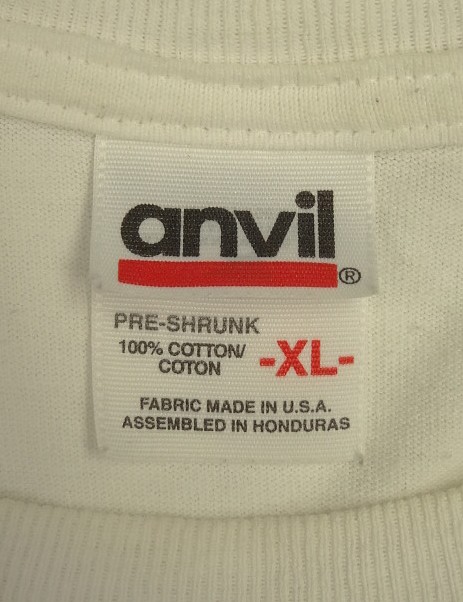 anvil®
PRE-SHRUNK
100% COTTON/
COTON
-XL-
FABRIC MADE IN U.S.A.
ASSEMBLED IN HONDURAS